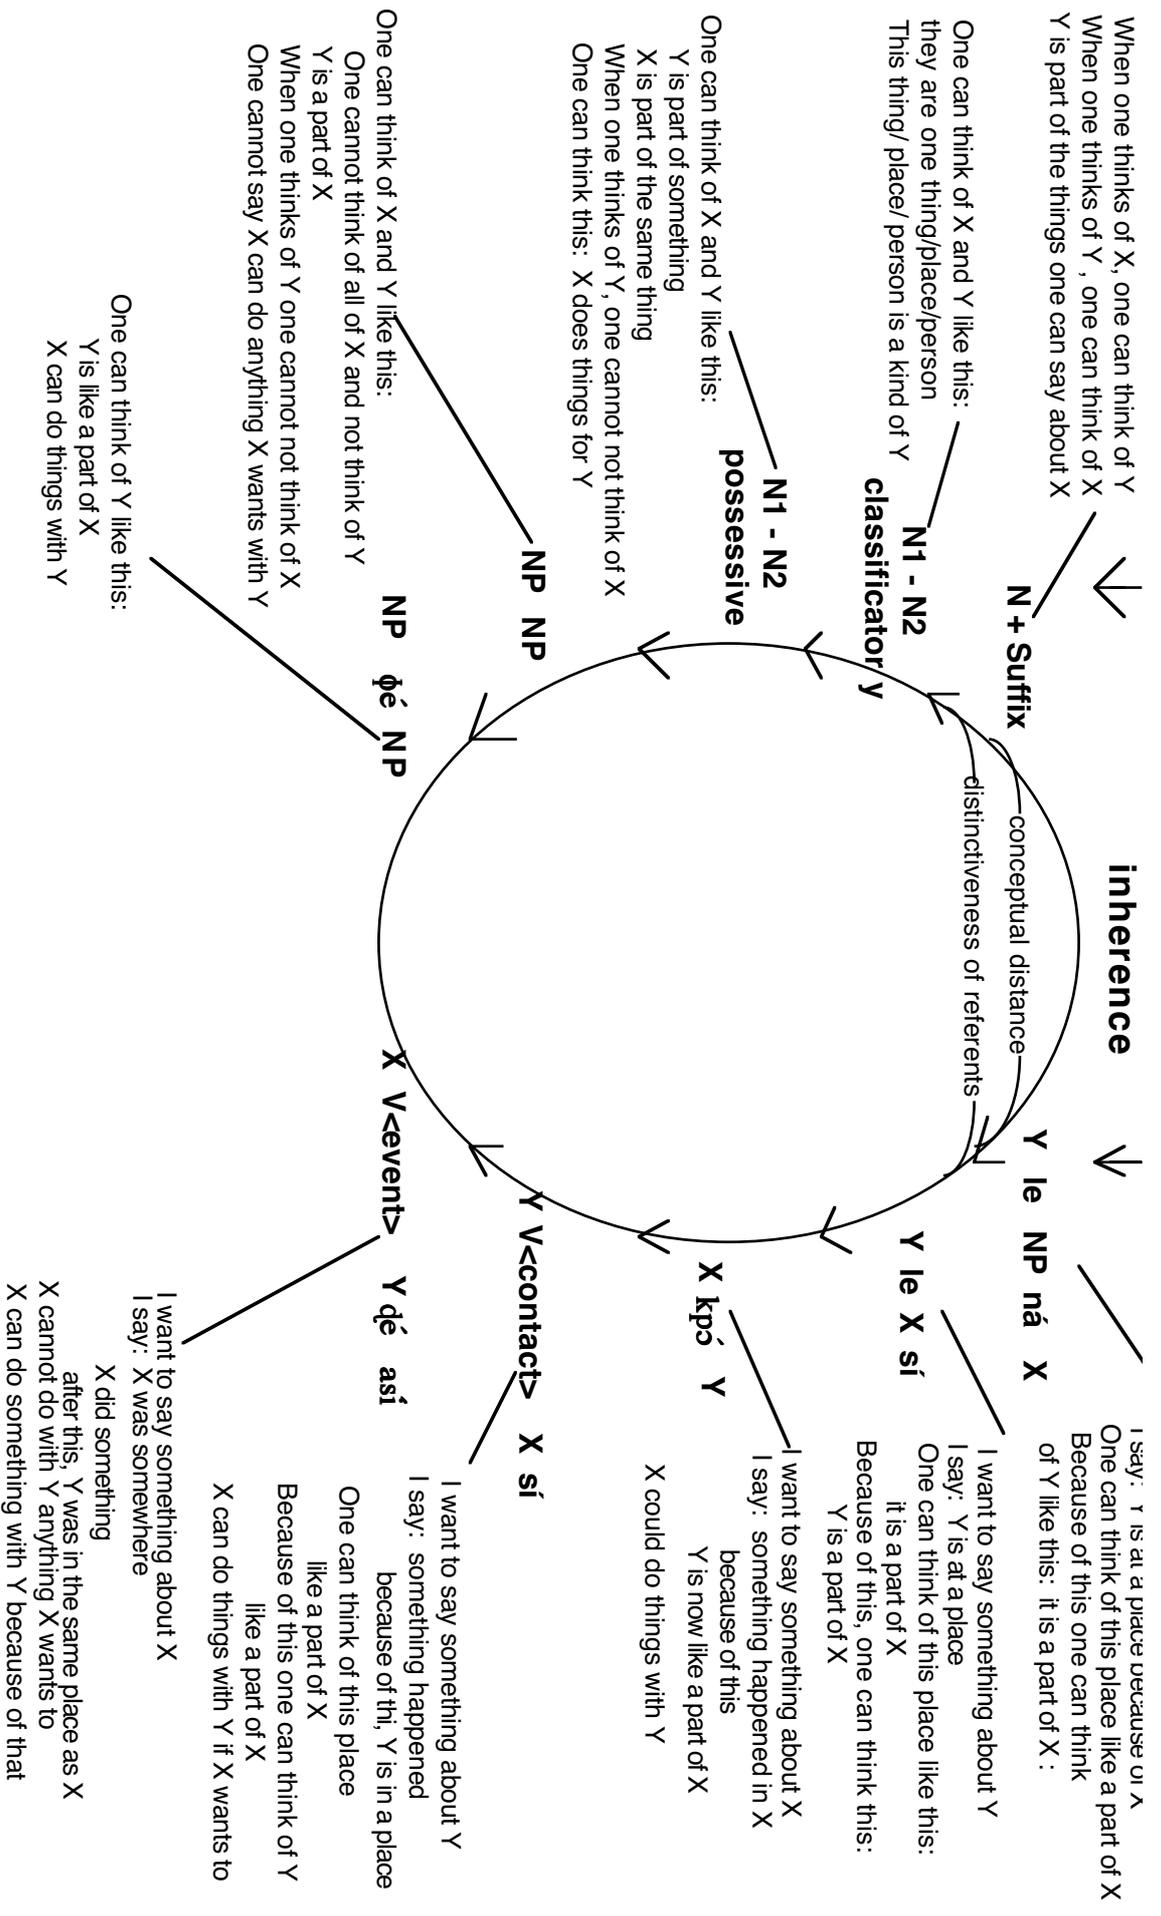 inherence
When one thinks of X, one can think of Y
When one thinks of Y , one can think of X
Y is part of the things one can say about X
N + Suffix
conceptual distance
distinctiveness of referents
One can think of X and Y like this:
they are one thing/place/person
This thing/ place/ person is a kind of Y
N1 - N2
classificator y
One can think of X and Y like this:
Y is part of something
X is part of the same thing
When one thinks of Y, one cannot not think of X
One can think this: X does things for Y
N1 - N2
possessive
One can think of X and Y like this:
One cannot think of all of X and not think of Y
Y is a part of X
When one thinks of Y one cannot not think of X
One cannot say X can do anything X wants with Y
NP NP
One can think of Y like this:
Y is like a part of X
X can do things with Y
NP ɸé NP
Y le NP ná X
I say: Y is at a place because of X
One can think of this place like a part of X
Because of this one can think
of Y like this: it is a part of X :
Y le X sí
I want to say something about Y
I say: Y is at a place
One can think of this place like this:
it is a part of X
Because of this, one can think this:
Y is a part of X
X kpɔ́ Y
I want to say something about X
I say: something happened in X
because of this
Y is now like a part of X
X could do things with Y
Y V<contact> X sí
I want to say something about Y
I say: something happened
because of thi, Y is in a place
One can think of this place
like a part of X
Because of this one can think of Y
like a part of X
X can do things with Y if X wants to
X V<event> Y ɖé así
I want to say something about X
I say: X was somewhere
X did something
after this, Y was in the same place as X
X cannot do with Y anything X wants to
X can do something with Y because of that